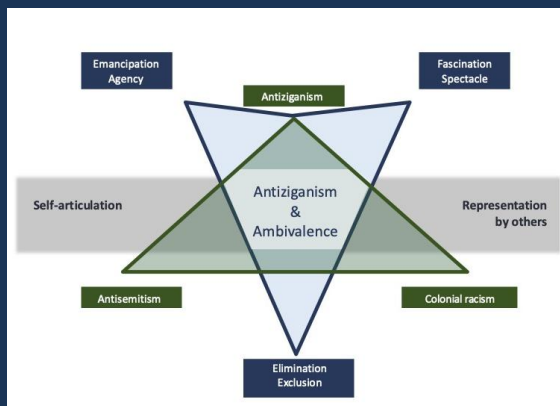 Emancipation
Agency
Fascination
Spectacle
Antiziganism
Self-articulation
Antiziganism
&
Ambivalence
Representation
by others
Antisemitism
Colonial racism
Elimination
Exclusion